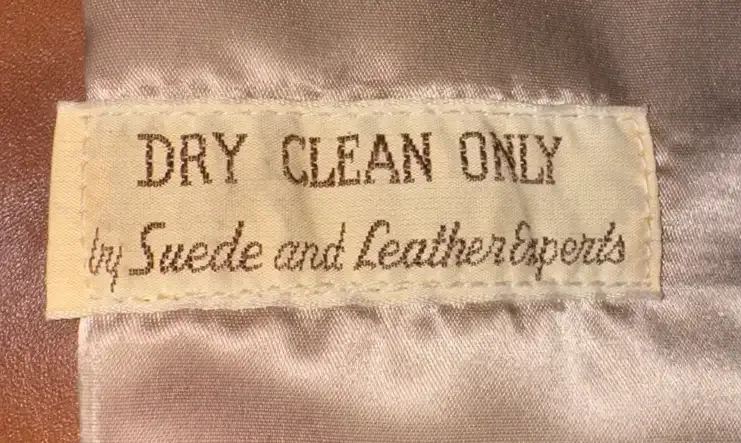 DRY CLEAN ONLY
by Suede and Leather Experts